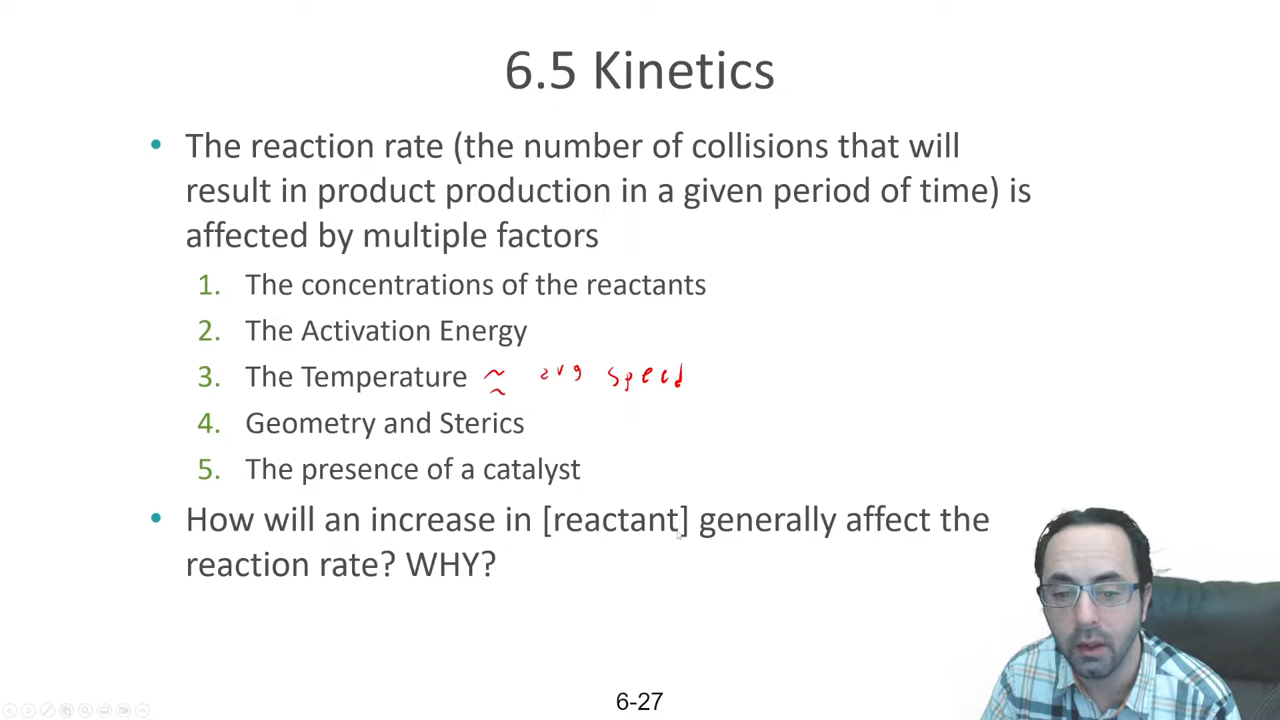 6.5 Kinetics
• The reaction rate (the number of collisions that will
result in product production in a given period of time) is
affected by multiple factors
1. The concentrations of the reactants
2. The Activation Energy
3. The Temperature ≈ avg speed
4. Geometry and Sterics
5. The presence of a catalyst
• How will an increase in [reactant] generally affect the
reaction rate? WHY?
6-27